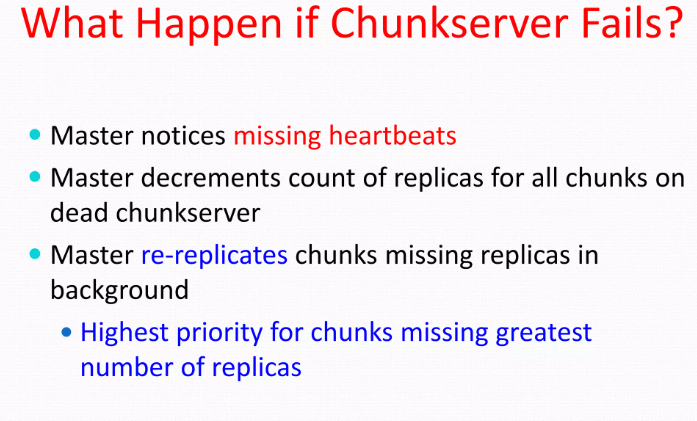 What Happen if Chunkserver Fails?
• Master notices missing heartbeats
• Master decrements count of replicas for all chunks on
dead chunkserver
• Master re-replicates chunks missing replicas in
background
• Highest priority for chunks missing greatest
number of replicas